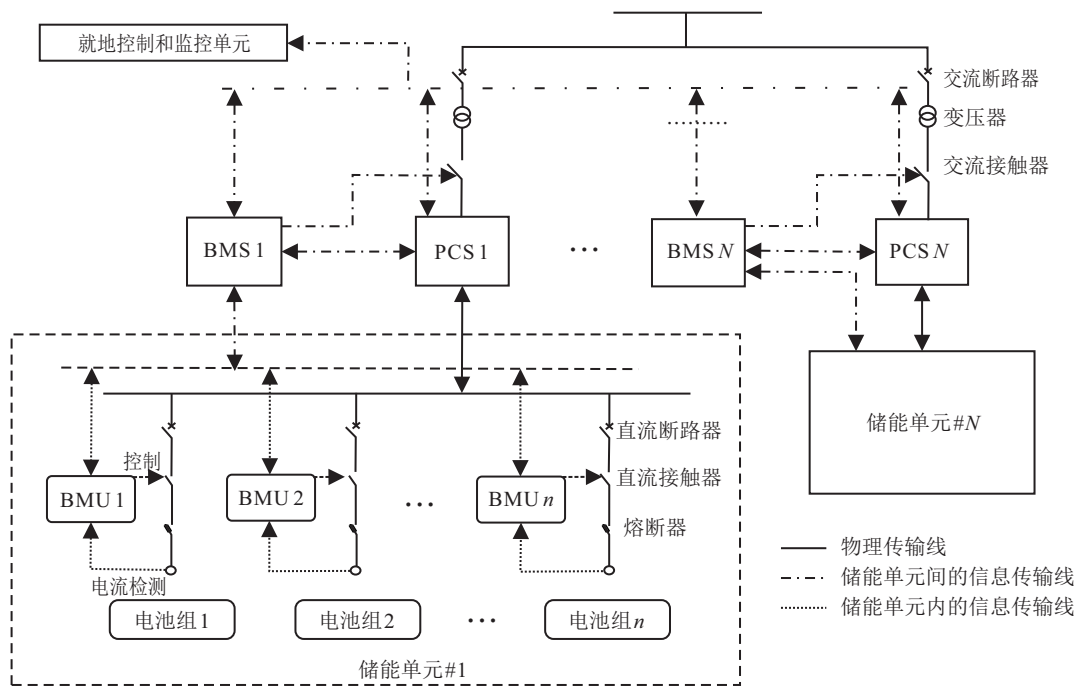 就地控制和监控单元
交流断路器
变压器
交流接触器
BMS 1
PCS 1
…
BMS N
PCS N
储能单元#N
直流断路器
控制
直流接触器
BMU 1
BMU 2
…
BMU n
熔断器
电流检测
物理传输线
储能单元间的信息传输线
储能单元内的信息传输线
电池组1
电池组2
…
电池组n
储能单元#1